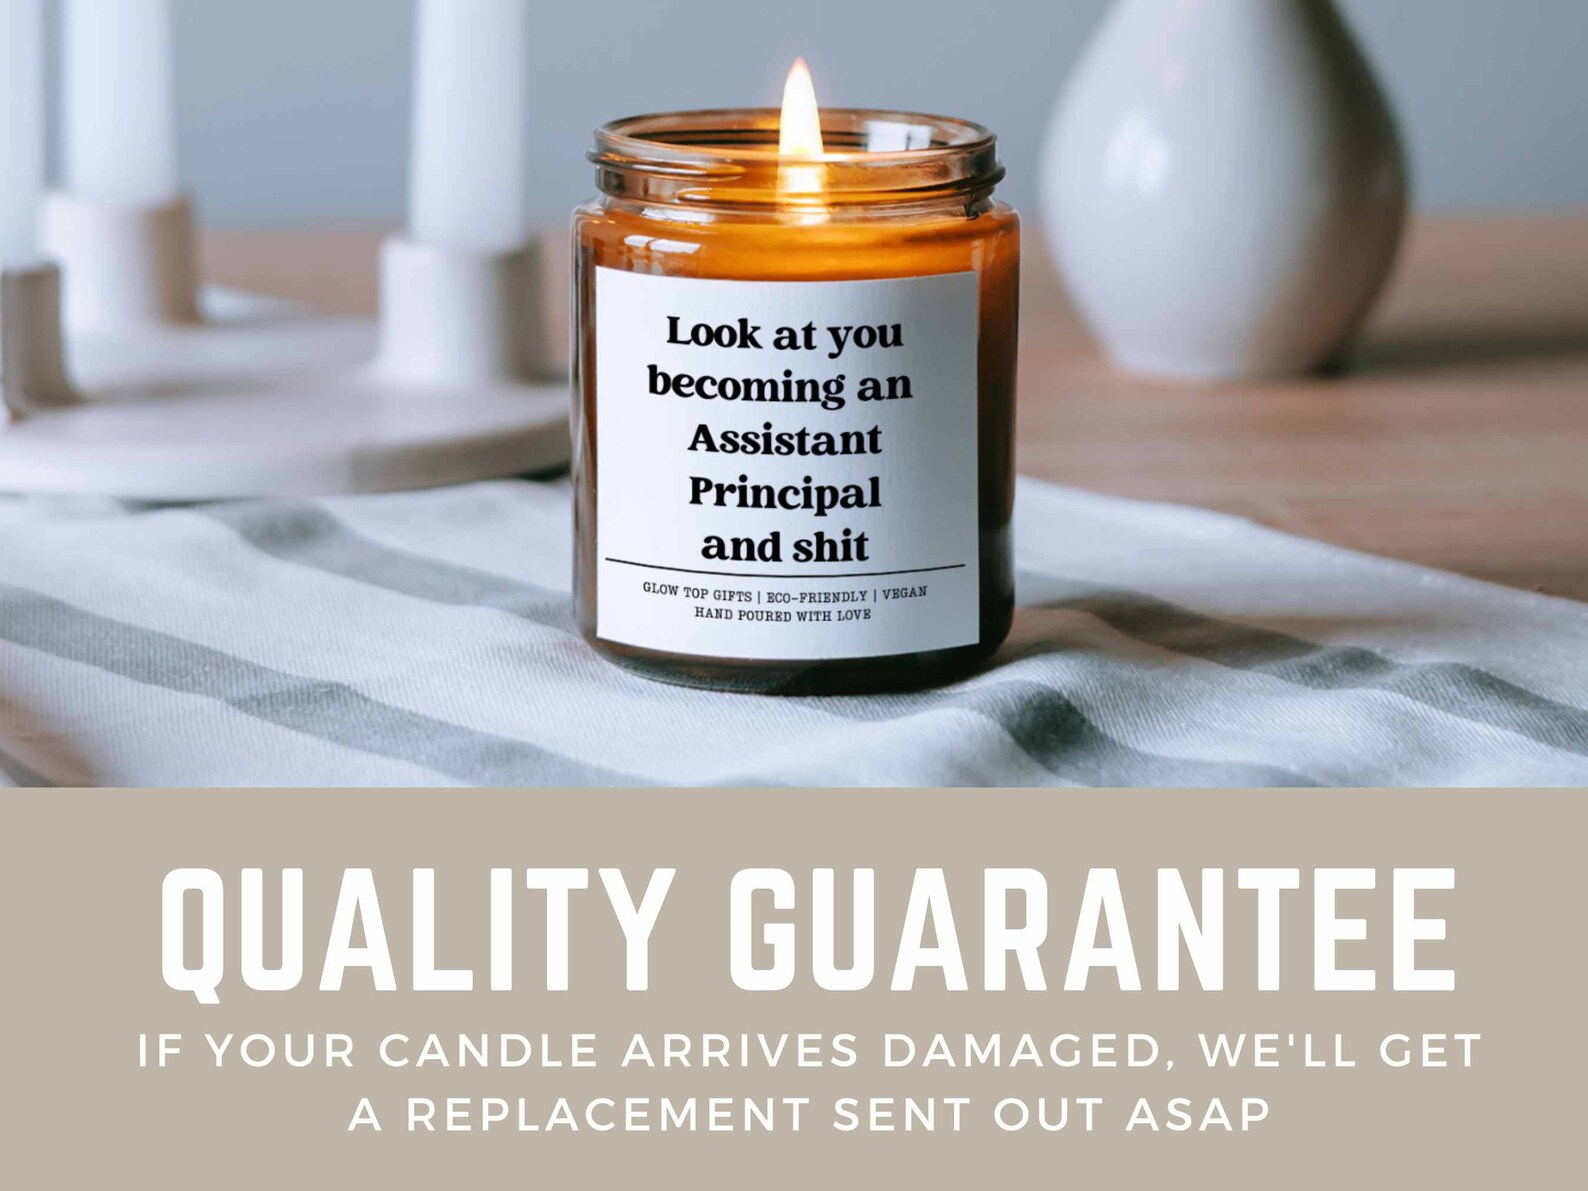 Look at you
becoming an
Assistant
Principal
and shit
GLOW TOP GIFTS | ECO-FRIENDLY | VEGAN
HAND POURED WITH LOVE
QUALITY GUARANTEE
IF YOUR CANDLE ARRIVES DAMAGED, WE'LL GET
A REPLACEMENT SENT OUT ASAP